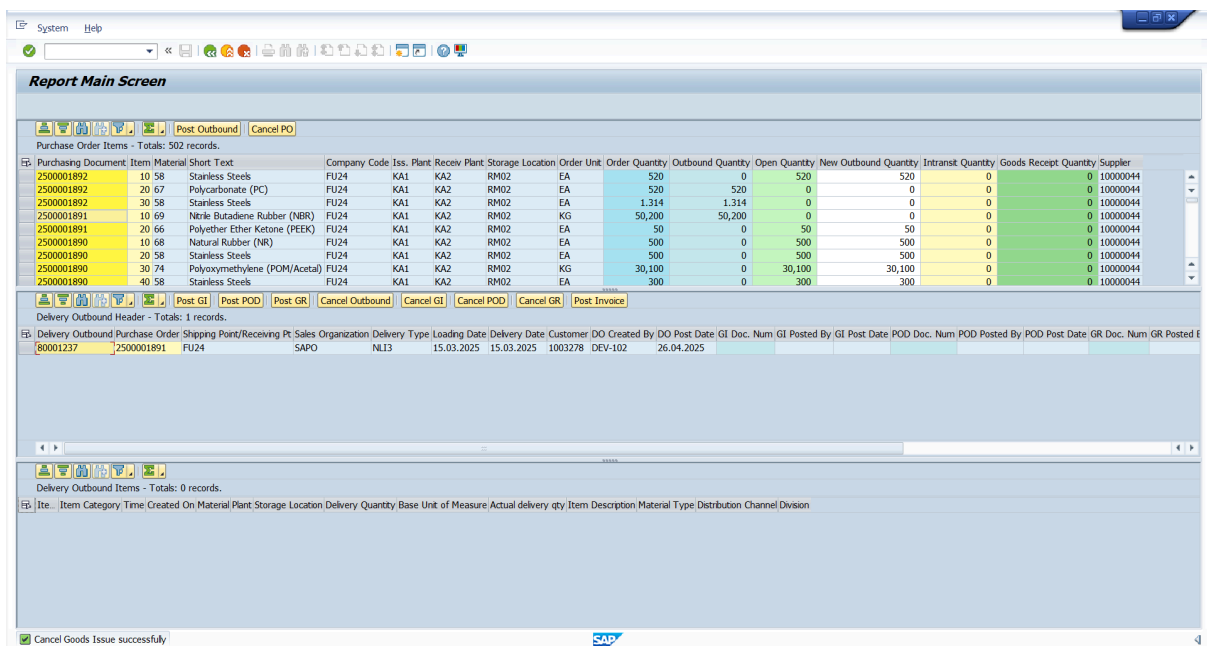 System Help
Report Main Screen
Post Outbound Cancel PO
Purchase Order Items - Totals: 502 records.
Purchasing Document Item Material Short Text Company Code Iss. Plant Receiv Plant Storage Location Order Unit Order Quantity Outbound Quantity Open Quantity New Outbound Quantity Intransit Quantity Goods Receipt Quantity Supplier
2500001892 10 58 Stainless Steels FU24 KA1 KA2 RM02 EA 520 0 520 520 0 0 10000044
2500001892 20 67 Polycarbonate (PC) FU24 KA1 KA2 RM02 EA 520 520 0 0 0 0 10000044
2500001892 30 58 Stainless Steels FU24 KA1 KA2 RM02 EA 1.314 1.314 0 0 0 0 10000044
2500001891 10 69 Nitrile Butadiene Rubber (NBR) FU24 KA1 KA2 RM02 KG 50,200 50,200 0 0 0 0 10000044
2500001891 20 66 Polyether Ether Ketone (PEEK) FU24 KA1 KA2 RM02 EA 50 0 50 50 0 0 10000044
2500001890 10 68 Natural Rubber (NR) FU24 KA1 KA2 RM02 EA 500 0 500 500 0 0 10000044
2500001890 20 58 Stainless Steels FU24 KA1 KA2 RM02 EA 500 0 500 500 0 0 10000044
2500001890 30 74 Polyoxymethylene (POM/Acetal) FU24 KA1 KA2 RM02 KG 30,100 0 30,100 30,100 0 0 10000044
2500001890 40 58 Stainless Steels FU24 KA1 KA2 RM02 EA 300 0 300 300 0 0 10000044
Post GI Post POD Post GR Cancel Outbound Cancel GI Cancel POD Cancel GR Post Invoice
Delivery Outbound Header - Totals: 1 records.
Delivery Outbound Purchase Order Shipping Point/Receiving Pt Sales Organization Delivery Type Loading Date Delivery Date Customer DO Created By DO Post Date GI Doc. Num GI Posted By GI Post Date POD Doc. Num POD Posted By POD Post Date GR Doc. Num GR Posted
80001237 2500001891 FU24 SAPO NLI3 15.03.2025 15.03.2025 1003278 DEV-102 26.04.2025
Delivery Outbound Items - Totals: 0 records.
Ite... Item Category Time Created On Material Plant Storage Location Delivery Quantity Base Unit of Measure Actual delivery qty Item Description Material Type Distribution Channel Division
Cancel Goods Issue successfully
SAP